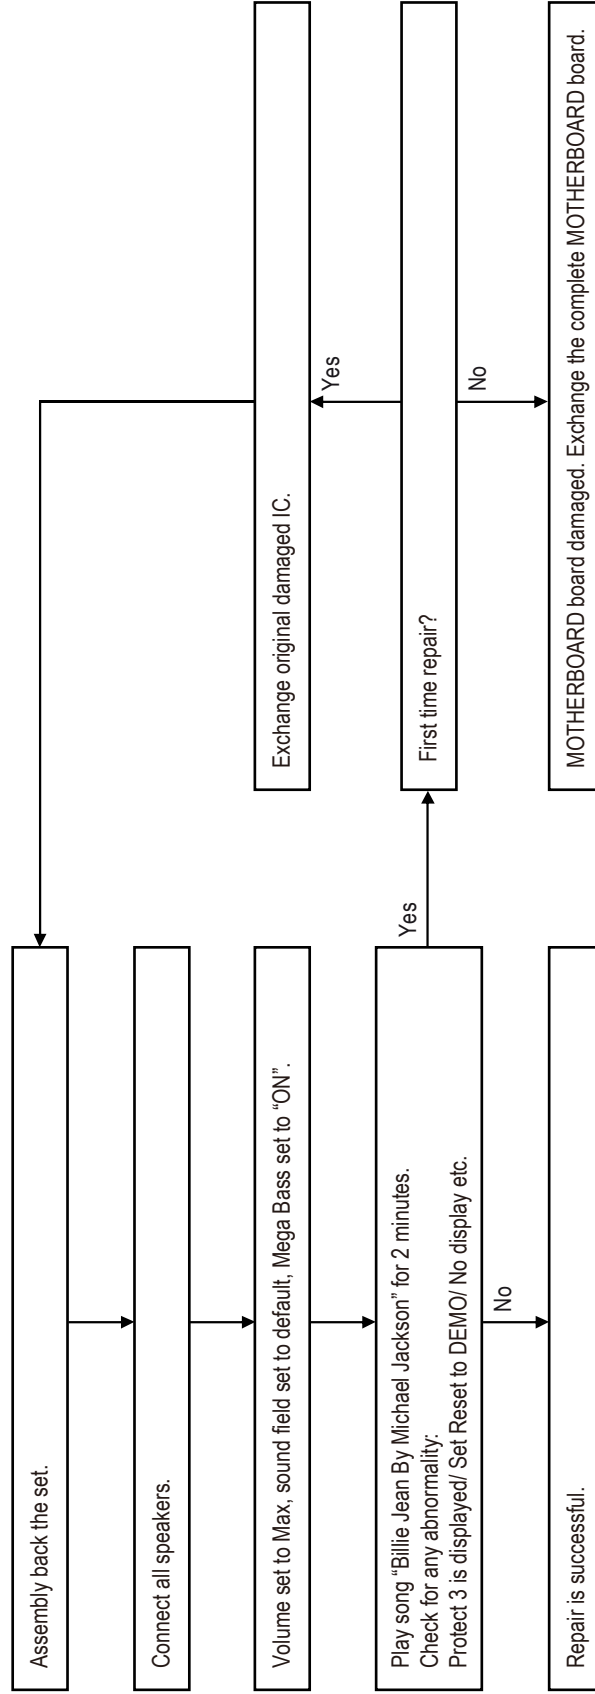 Assembly back the set.
Connect all speakers.
Volume set to Max, sound field set to default, Mega Bass set to “ON”.
Play song “Billie Jean By Michael Jackson” for 2 minutes.
Check for any abnormality:
Protect 3 is displayed/ Set Reset to DEMO/ No display etc.
No
Repair is successful.
Yes
First time repair?
Yes
Exchange original damaged IC.
No
MOTHERBOARD board damaged. Exchange the complete MOTHERBOARD board.